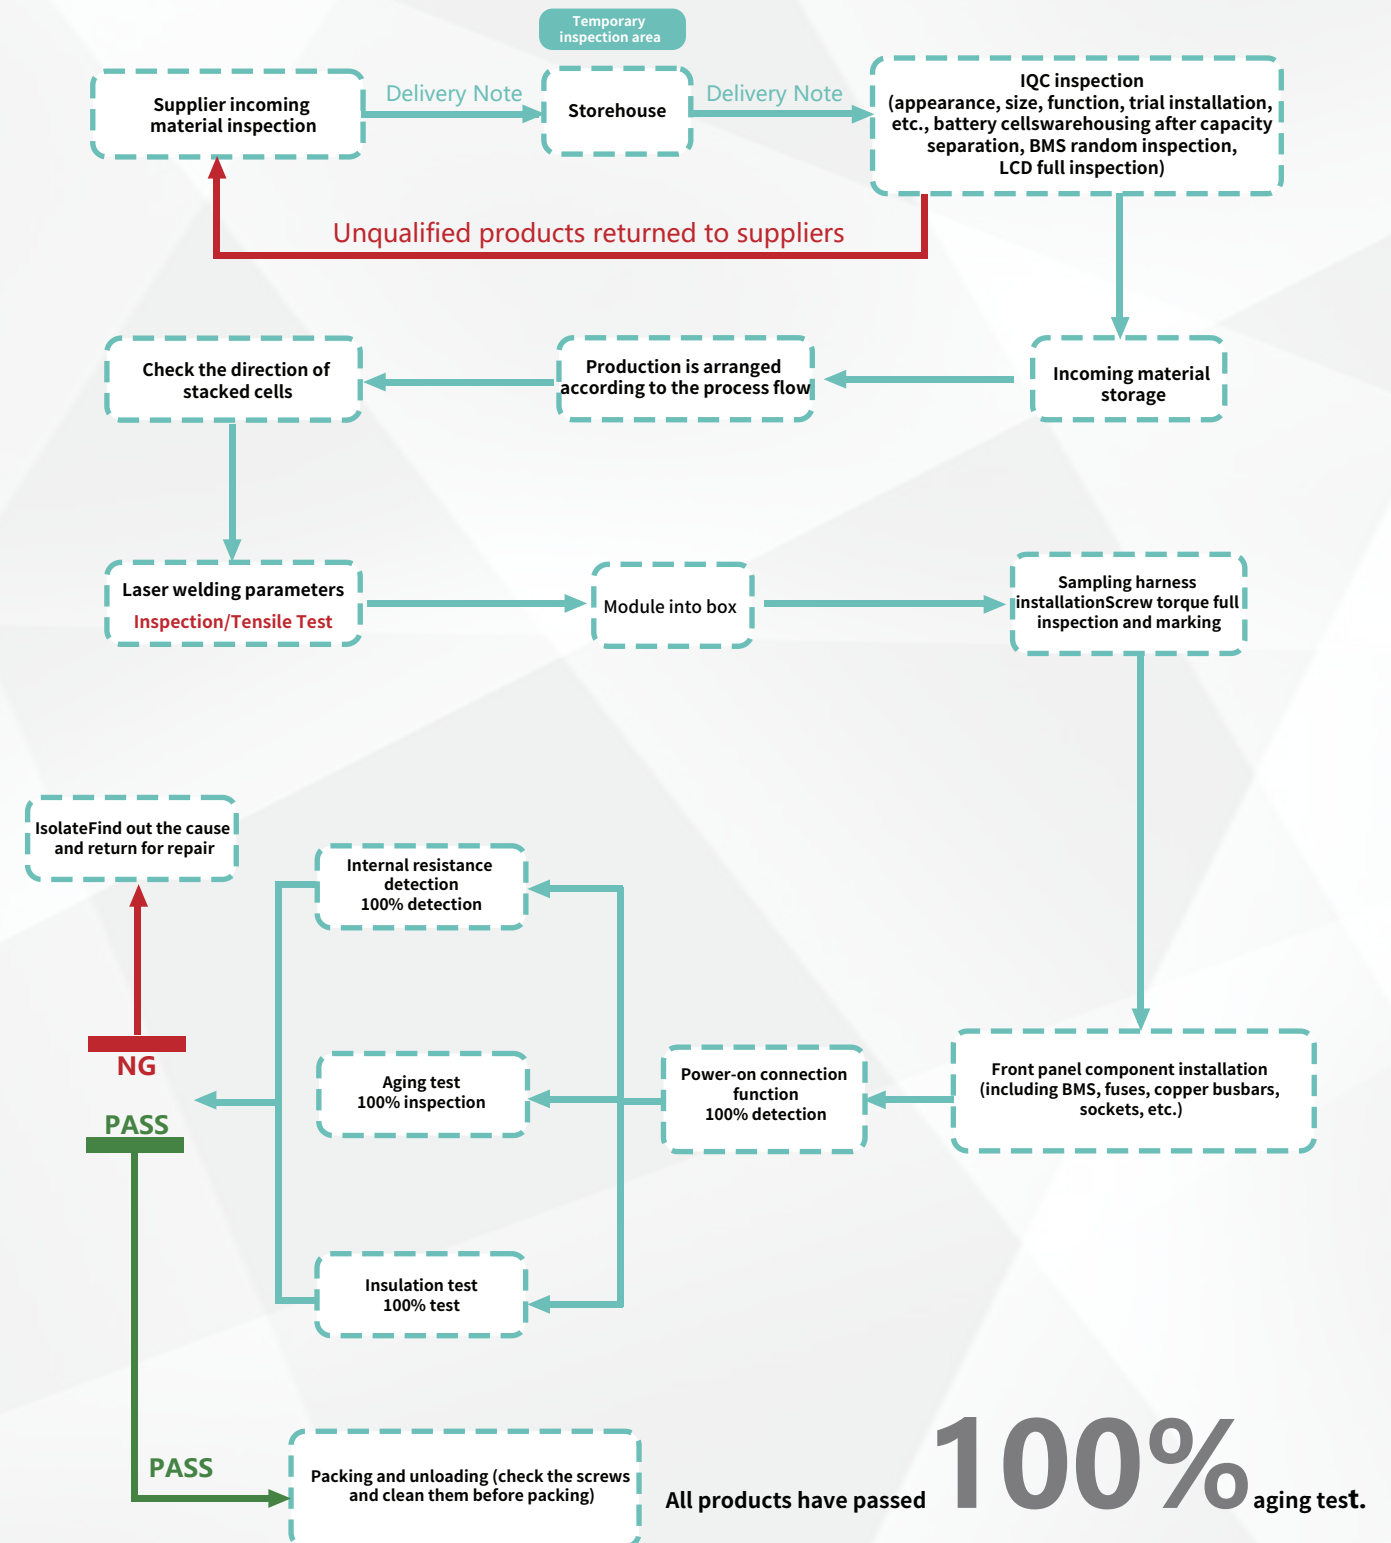 Temporary
inspection area
Supplier incoming
material inspection
Delivery Note
Storehouse
Delivery Note
IQC inspection
(appearance, size, function, trial installation,
etc., battery cellswarehousing after capacity
separation, BMS random inspection,
LCD full inspection)
Unqualified products returned to suppliers
Check the direction of
stacked cells
Production is arranged
according to the process flow
Incoming material
storage
Laser welding parameters
Inspection/Tensile Test
Module into box
Sampling harness
installationScrew torque full
inspection and marking
IsolateFind out the cause
and return for repair
Internal resistance
detection
100% detection
NG
PASS
Aging test
100% inspection
Power-on connection
function
100% detection
Front panel component installation
(including BMS, fuses, copper busbars,
sockets, etc.)
Insulation test
100% test
PASS
Packing and unloading (check the screws
and clean them before packing)
All products have passed 100% aging test.